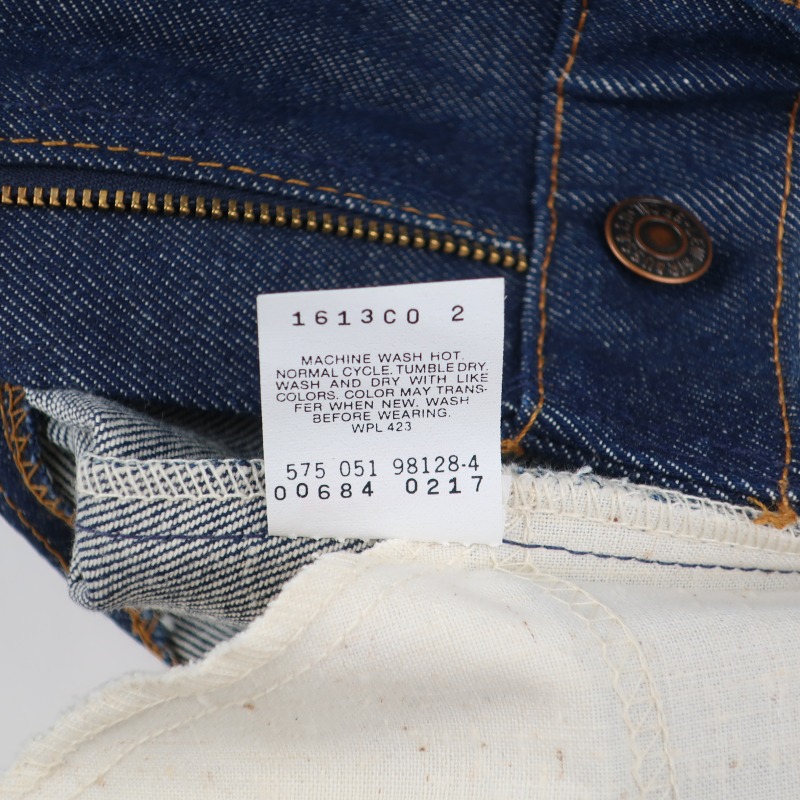 1613CO 2
MACHINE WASH HOT.
NORMAL CYCLE. TUMBLE DRY.
WASH AND DRY WITH LIKE
COLORS. COLOR MAY TRANS-
FER WHEN NEW. WASH
BEFORE WEARING.
WPL 423
575 051 98128-4
00684 0217